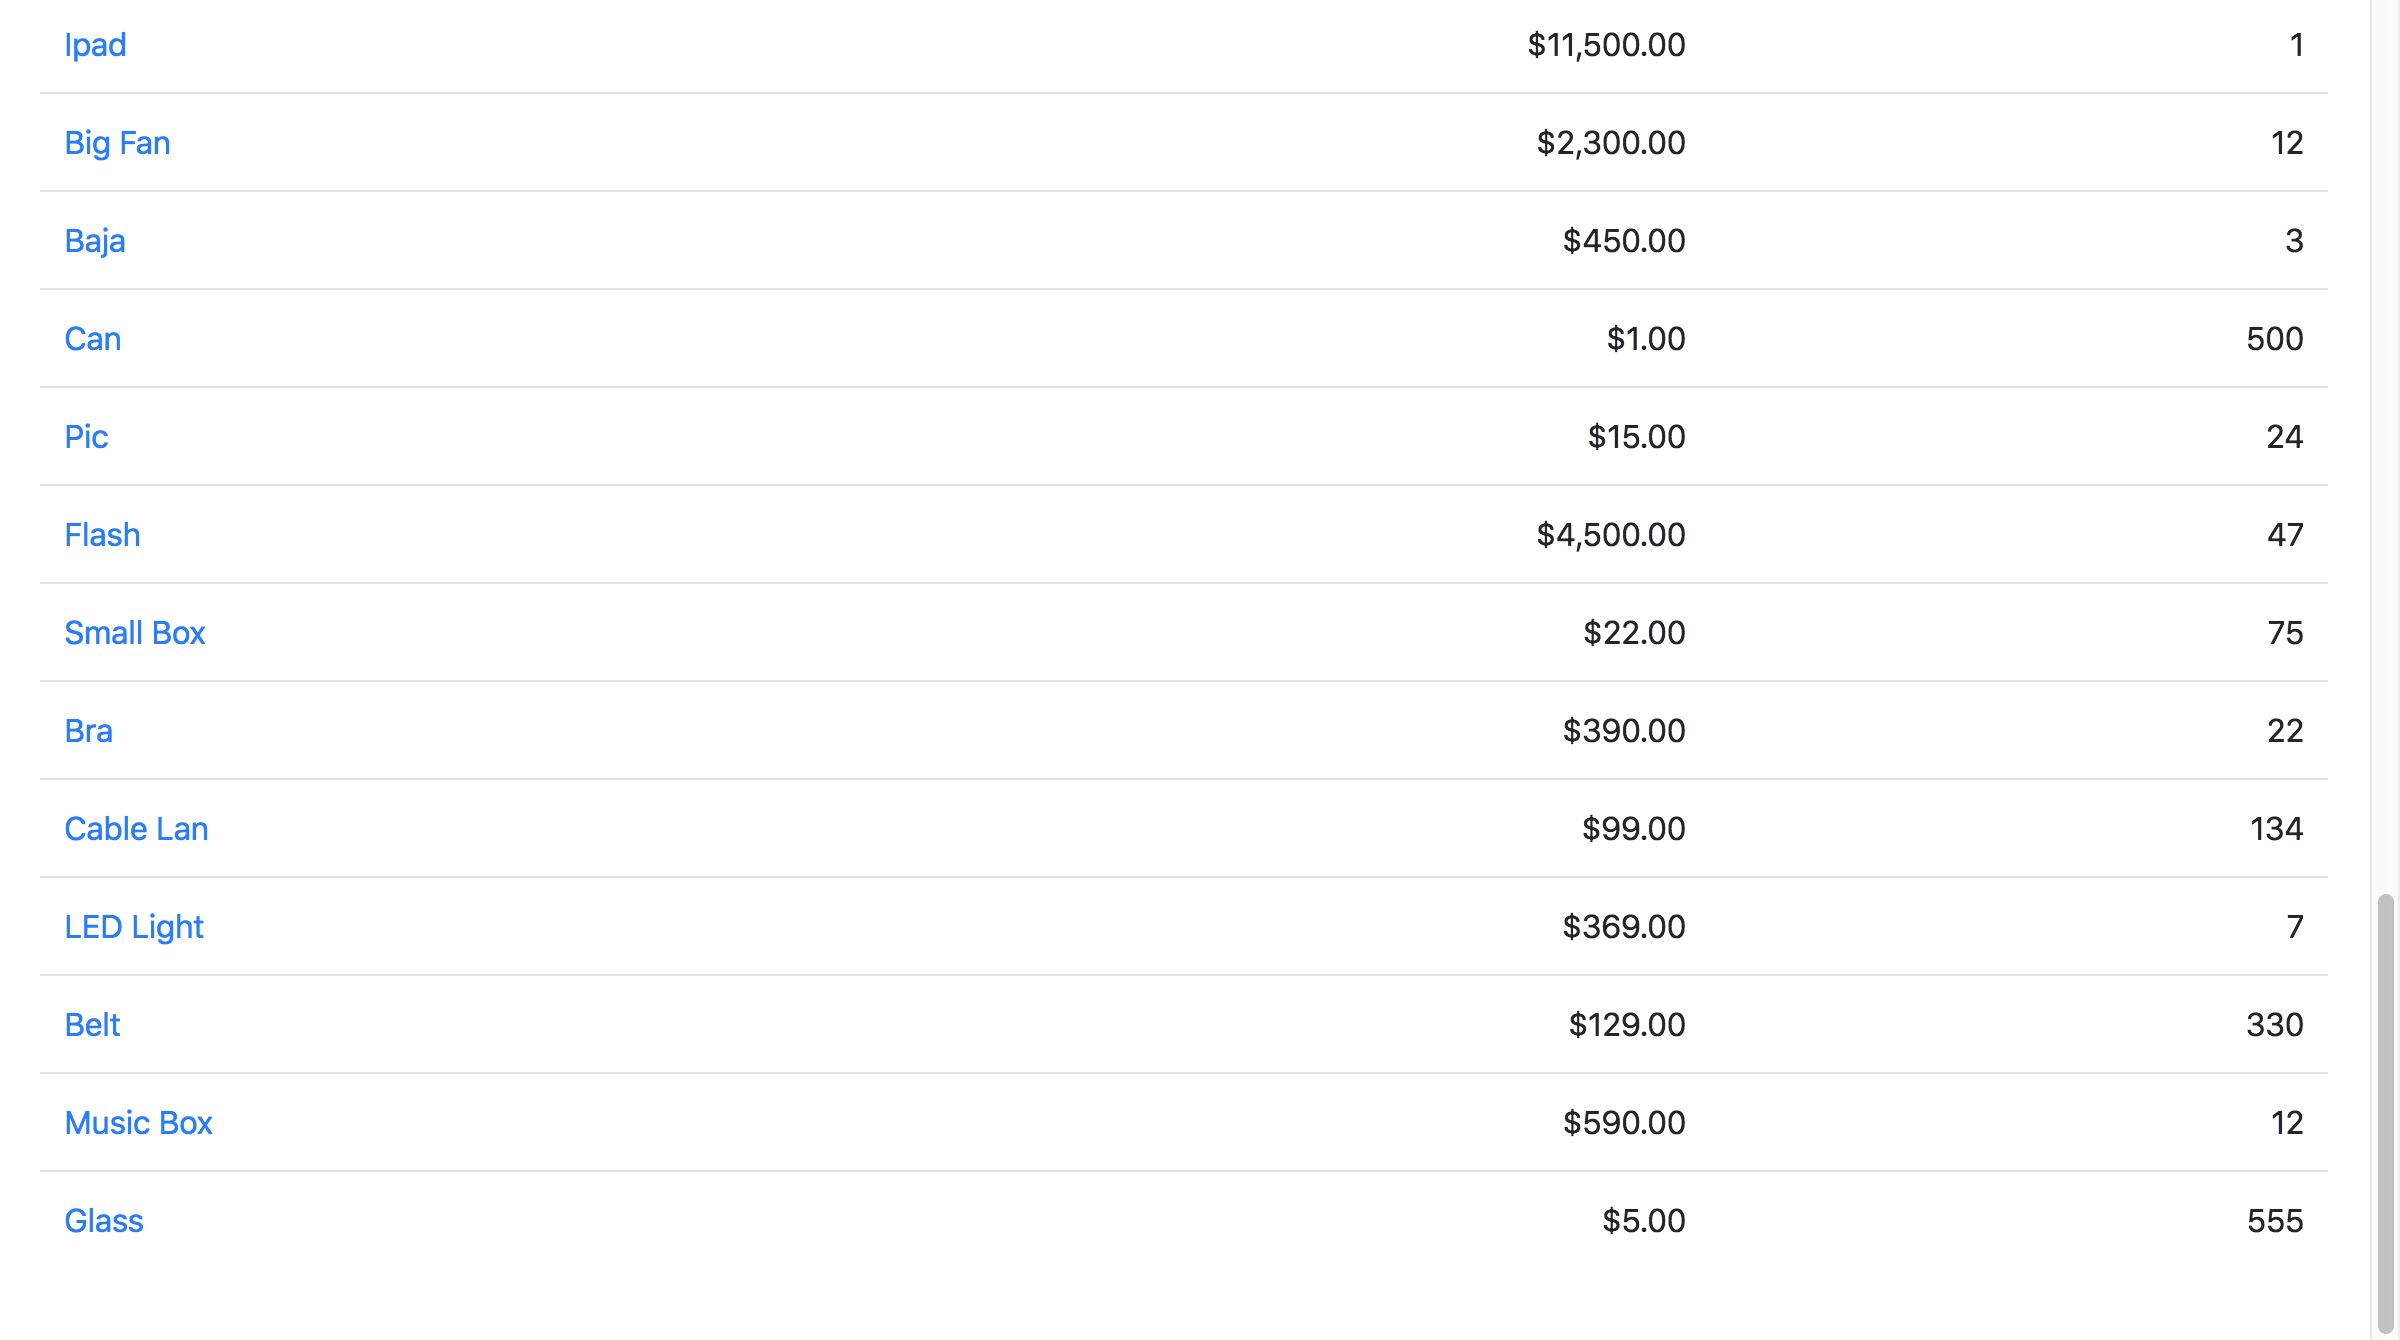 Ipad $11,500.00 1
Big Fan $2,300.00 12
Baja $450.00 3
Can $1.00 500
Pic $15.00 24
Flash $4,500.00 47
Small Box $22.00 75
Bra $390.00 22
Cable Lan $99.00 134
LED Light $369.00 7
Belt $129.00 330
Music Box $590.00 12
Glass $5.00 555